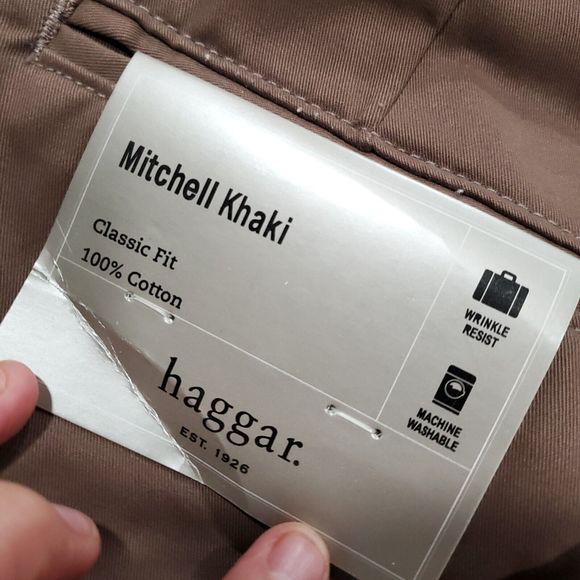 Mitchell Khaki
Classic Fit
100% Cotton
WRINKLE
RESIST
MACHINE
WASHABLE
haggar.
EST. 1926